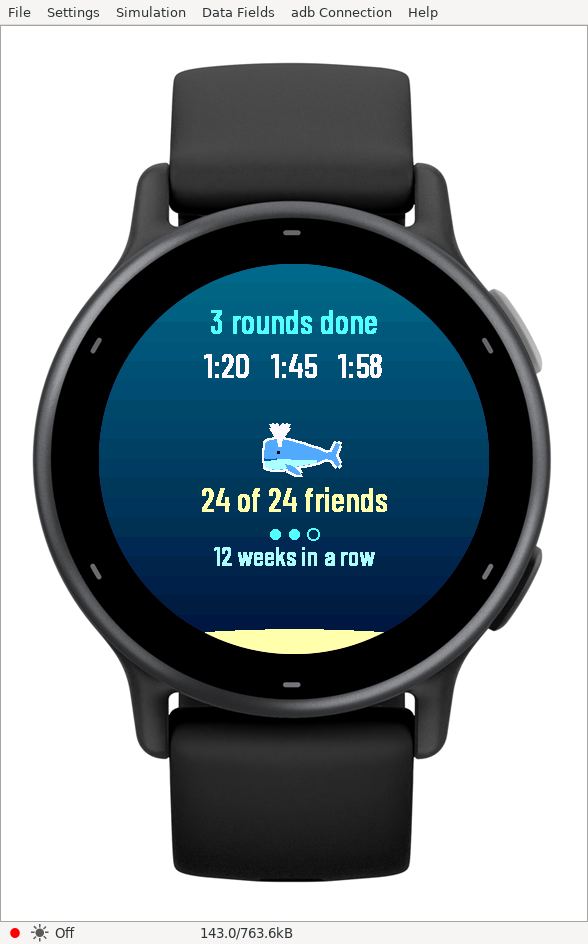 File Settings Simulation Data Fields adb Connection Help
3 rounds done
1:20 1:45 1:58
24 of 24 friends
12 weeks in a row
Off 143.0/763.6kB